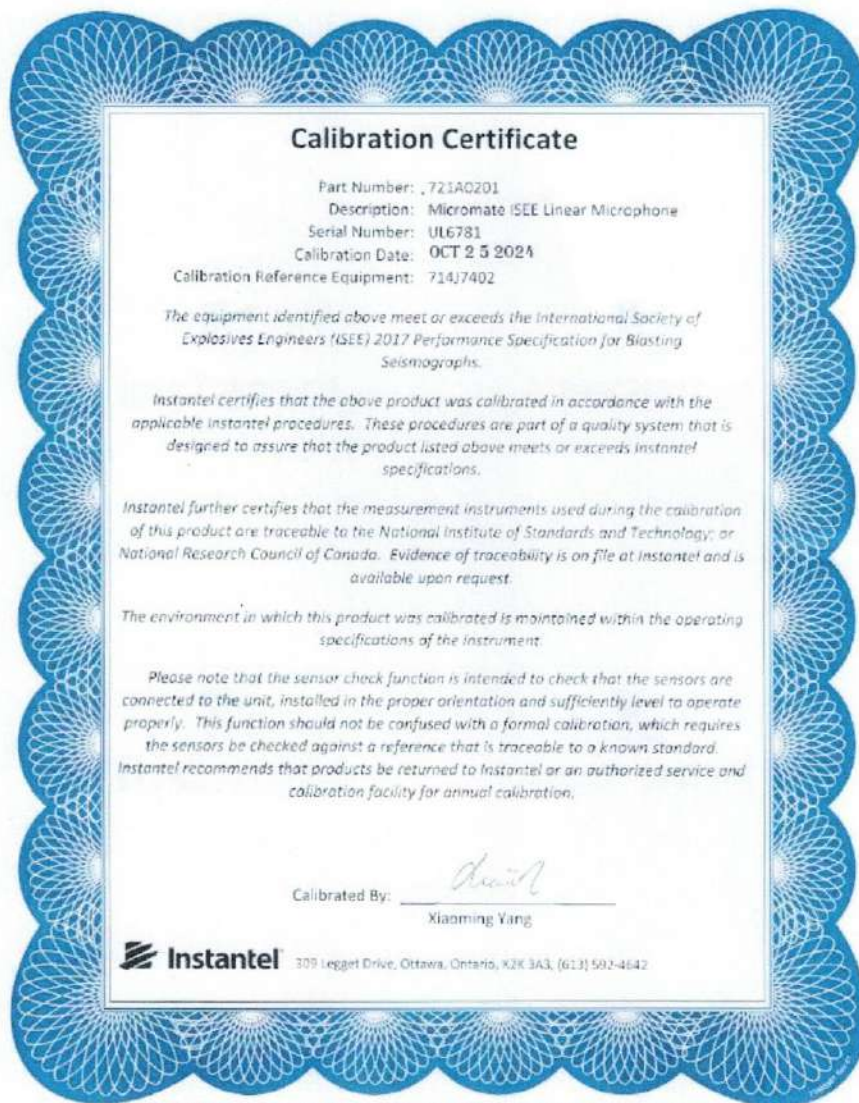 Calibration Certificate
Part Number: 721A0201
Description: Micromate ISEE Linear Microphone
Serial Number: UL6781
Calibration Date: OCT 25 2024
Calibration Reference Equipment: 714J7402
The equipment identified above meet or exceeds the International Society of
Explosives Engineers (ISEE) 2017 Performance Specification for Blasting
Seismographs.
Instantel certifies that the above product was calibrated in accordance with the
applicable Instantel procedures. These procedures are part of a quality system that is
designed to assure that the product listed above meets or exceeds Instantel
specifications.
Instantel further certifies that the measurement instruments used during the calibration
of this product are traceable to the National Institute of Standards and Technology; or
National Research Council of Canada. Evidence of traceability is on file at Instantel and is
available upon request.
The environment in which this product was calibrated is maintained within the operating
specifications of the instrument.
Please note that the sensor check function is intended to check that the sensors are
connected to the unit, installed in the proper orientation and sufficiently level to operate
properly. This function should not be confused with a formal calibration, which requires
the sensors be checked against a reference that is traceable to a known standard.
Instantel recommends that products be returned to Instantel or an authorized service and
calibration facility for annual calibration.
Calibrated By:
Xiaoming Yang
Instantel 309 Legget Drive, Ottawa, Ontario, K2K 3A3, (613) 592-4642